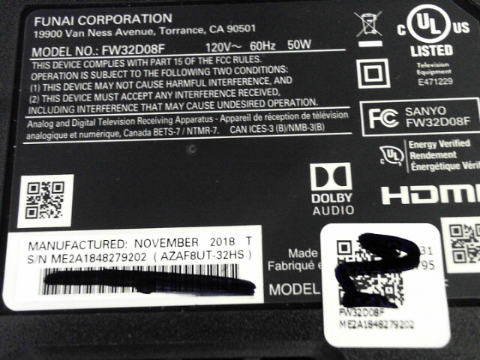 FUNAI CORPORATION
19900 Van Ness Avenue, Torrance, CA 90501
MODEL NO.: FW32D08F 120V~ 60Hz 50W
THIS DEVICE COMPLIES WITH PART 15 OF THE FCC RULES.
OPERATION IS SUBJECT TO THE FOLLOWING TWO CONDITIONS:
(1) THIS DEVICE MAY NOT CAUSE HARMFUL INTERFERENCE, AND
(2) THIS DEVICE MUST ACCEPT ANY INTERFERENCE RECEIVED,
INCLUDING INTERFERENCE THAT MAY CAUSE UNDESIRED OPERATION.
Analog and Digital Television Receiving Apparatus - Appareil de réception de télévision
analogique et numérique, Canada BETS-7 / NTMR-7. CAN ICES-3 (B)/NMB-3(B)
c UL US
LISTED
Television
Equipment
E471229
FC SANYO
FW32D08F
UL
Energy Verified
Rendement
Énergétique Vérifié
DOLBY
AUDIO
HDMI
MANUFACTURED: NOVEMBER 2018 T
S/N ME2A1848279202 ( AZAF8UT-32HS )
Made
Fabriqué e
MODEL
31
795
F
FW32D08F
ME2A1848279202